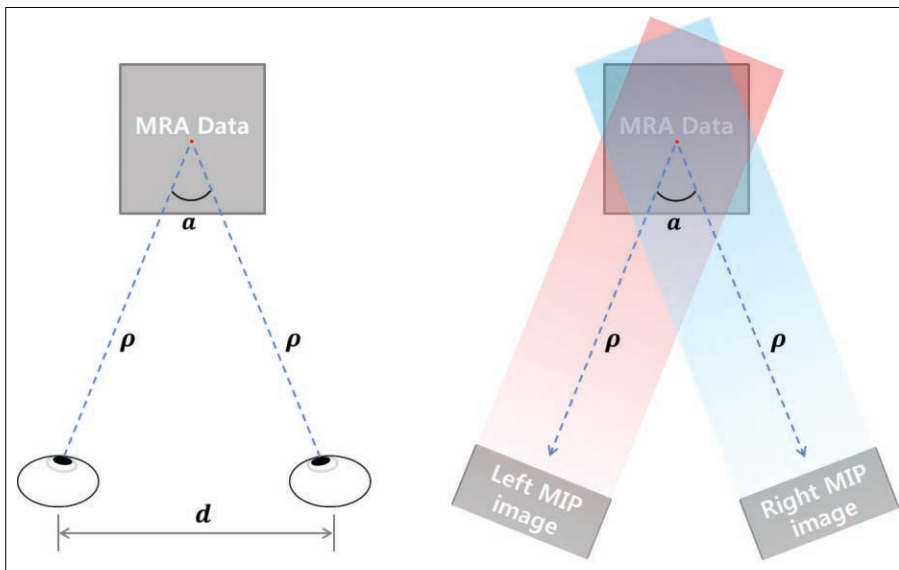 MRA Data
a
ρ
ρ
d
MRA Data
a
ρ
ρ
Left MIP
image
Right MIP
image